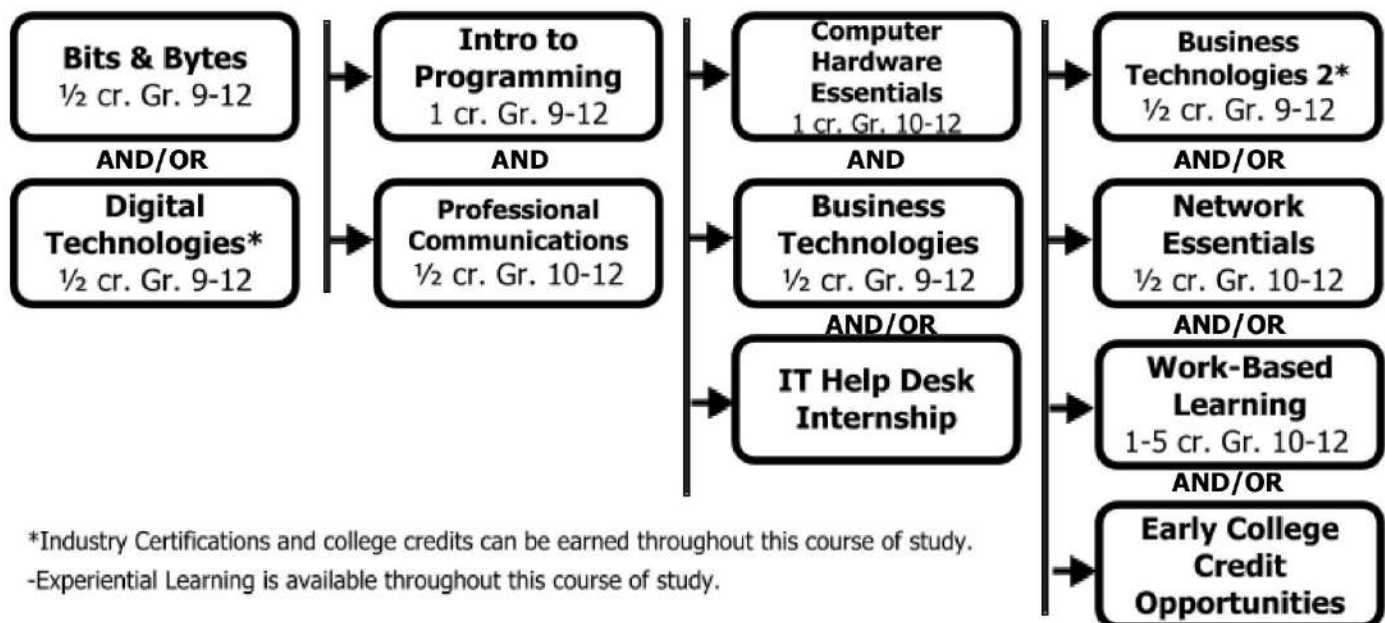 Bits & Bytes
½ cr. Gr. 9-12
AND/OR
Digital
Technologies*
½ cr. Gr. 9-12
Intro to
Programming
1 cr. Gr. 9-12
AND
Professional
Communications
½ cr. Gr. 10-12
Computer
Hardware
Essentials
1 cr. Gr. 10-12
AND
Business
Technologies
½ cr. Gr. 9-12
AND/OR
IT Help Desk
Internship
Business
Technologies 2*
½ cr. Gr. 9-12
AND/OR
Network
Essentials
½ cr. Gr. 10-12
AND/OR
Work-Based
Learning
1-5 cr. Gr. 10-12
AND/OR
Early College
Credit
Opportunities
*Industry Certifications and college credits can be earned throughout this course of study.
-Experiential Learning is available throughout this course of study.